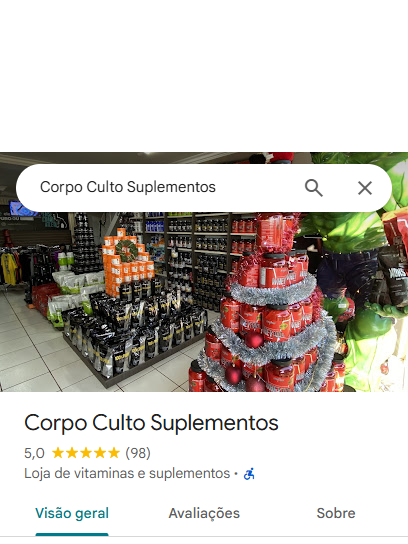 Corpo Culto Suplementos
Corpo Culto Suplementos
5,0 (98)
Loja de vitaminas e suplementos •
Visão geral Avaliações Sobre